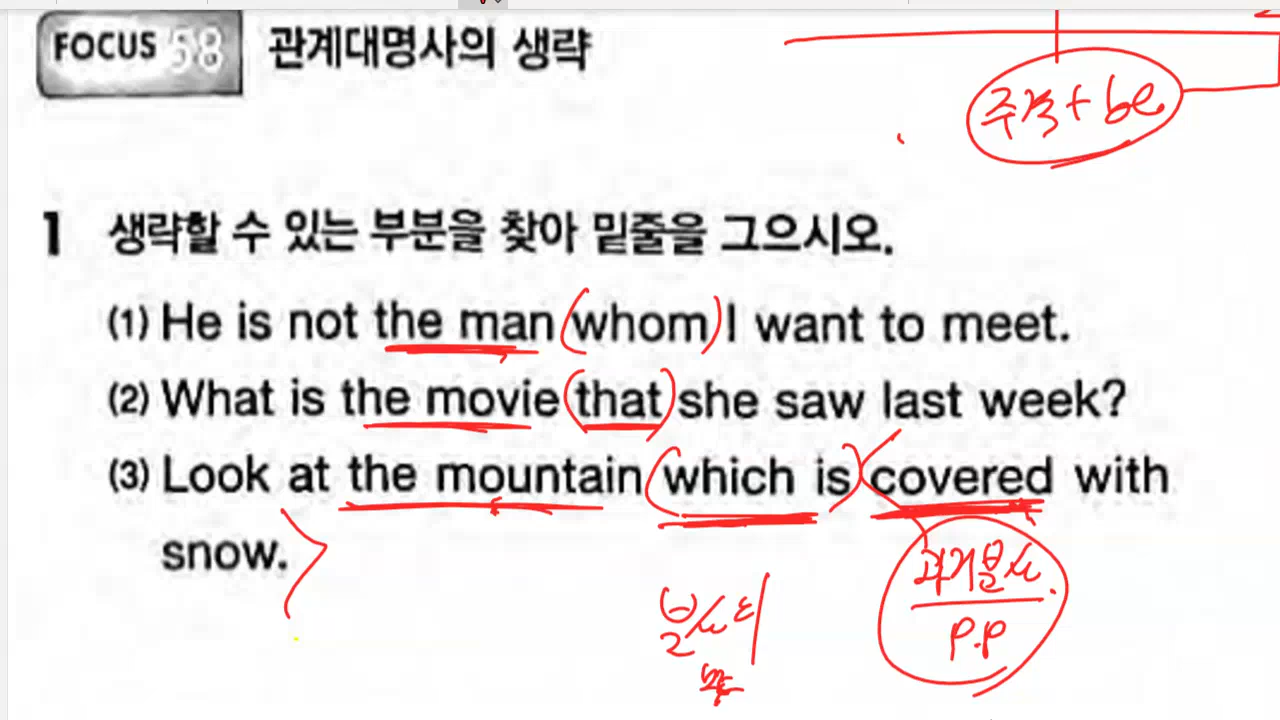 FOCUS 58 관계대명사의 생략
주격+be
1 생략할 수 있는 부분을 찾아 밑줄을 그으시오.
(1) He is not the man (whom) I want to meet.
(2) What is the movie (that) she saw last week?
(3) Look at the mountain (which is) covered with
snow.
과거분사.
P.P